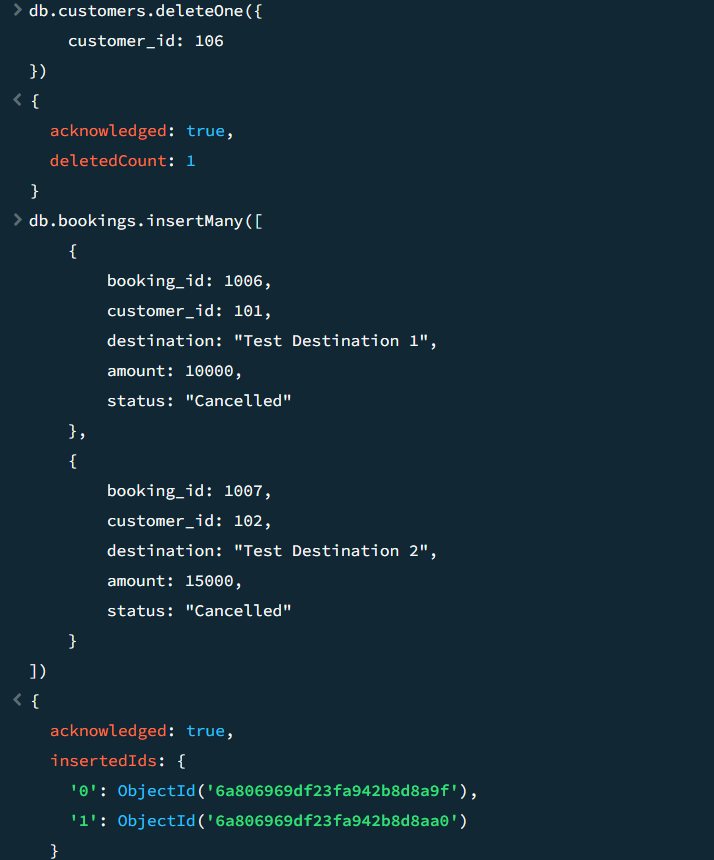 > db.customers.deleteOne({
customer_id: 106
})
< {
acknowledged: true,
deletedCount: 1
}
> db.bookings.insertMany([
{
booking_id: 1006,
customer_id: 101,
destination: "Test Destination 1",
amount: 10000,
status: "Cancelled"
},
{
booking_id: 1007,
customer_id: 102,
destination: "Test Destination 2",
amount: 15000,
status: "Cancelled"
}
])
< {
acknowledged: true,
insertedIds: {
'0': ObjectId('6a806969df23fa942b8d8a9f'),
'1': ObjectId('6a806969df23fa942b8d8aa0')
}